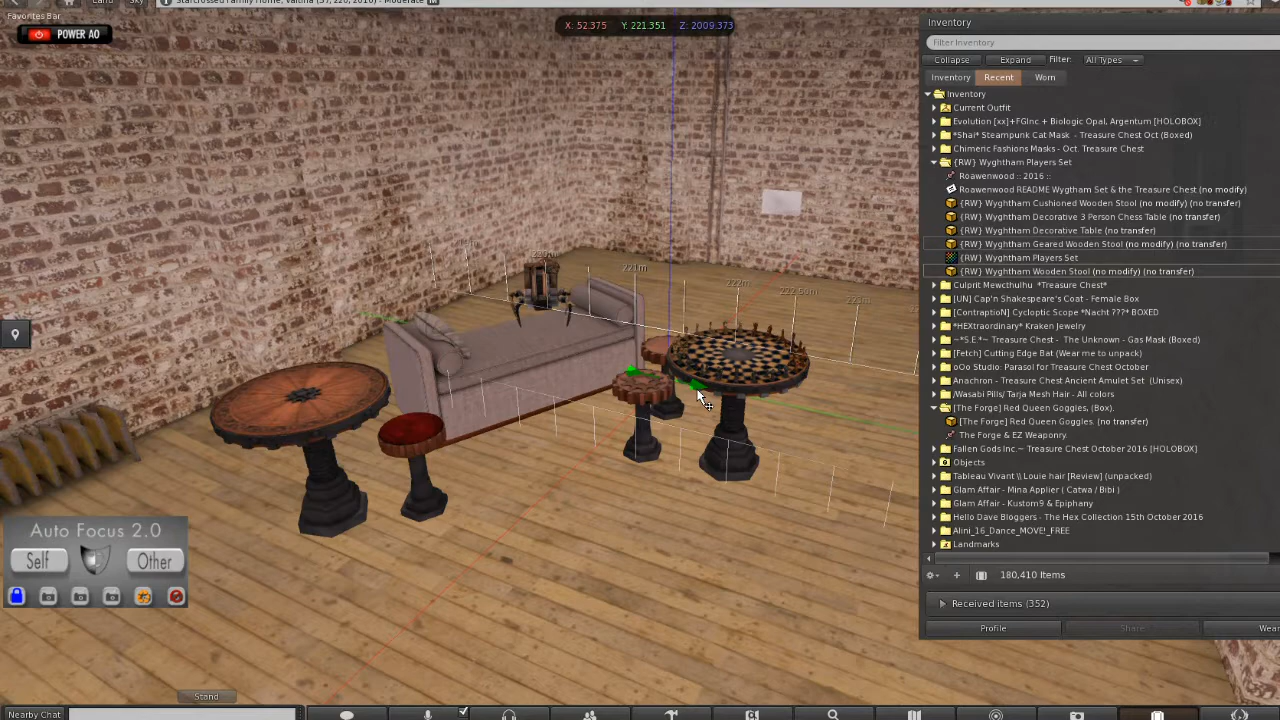 Favorites Bar
POWER AO
X: 52.375 Y: 221.351 Z: 2009.373
Inventory
Filter Inventory
Collapse Expand Filter: All Types
Inventory Recent Worn
Inventory
Current Outfit
Evolution [xx]+FGInc.+ Biologic Opal, Argentum [HOLOBOX]
*Shai* Steampunk Cat Mask - Treasure Chest Oct (Boxed)
Chimeric Fashions Masks - Oct. Treasure Chest
{RW} Wyghtham Players Set
Roawenwood :: 2016 ::
Roawenwood README Wygtham Set & the Treasure Chest (no modify)
{RW} Wyghtham Cushioned Wooden Stool (no modify) (no transfer)
{RW} Wyghtham Decorative 3 Person Chess Table (no transfer)
{RW} Wyghtham Decorative Table (no transfer)
{RW} Wyghtham Geared Wooden Stool (no modify) (no transfer)
{RW} Wyghtham Players Set
{RW} Wyghtham Wooden Stool (no modify) (no transfer)
Culprit Mewcthulhu *Treasure Chest*
[UN] Cap'n Shakespeare's Coat - Female Box
[ContraptioN] Cycloptic Scope *Nacht ???* BOXED
*HEXtraordinary* Kraken Jewelry
~*S.E.*~ Treasure Chest - The Unknown - Gas Mask (Boxed)
[Fetch] Cutting Edge Bat (Wear me to unpack)
oOo Studio: Parasol for Treasure Chest October
Anachron - Treasure Chest Ancient Amulet Set (Unisex)
/Wasabi Pills/ Tarja Mesh Hair - All colors
[The Forge] Red Queen Goggles, (Box).
[The Forge] Red Queen Goggles. (no transfer)
The Forge & EZ Weaponry.
Fallen Gods Inc.~ Treasure Chest October 2016 [HOLOBOX]
Objects
Tableau Vivant \\ Louie hair [Review] (unpacked)
Glam Affair - Mina Applier ( Catwa / Bibi )
Glam Affair - Kustom9 & Epiphany
Hello Dave Bloggers - The Hex Collection 15th October 2016
Alini_16_Dance_MOVE!_FREE
Landmarks
180,410 Items
Received items (352)
Profile Share Wear
221m
222m
222.50m
Auto Focus 2.0
Self Other
Stand
Nearby Chat